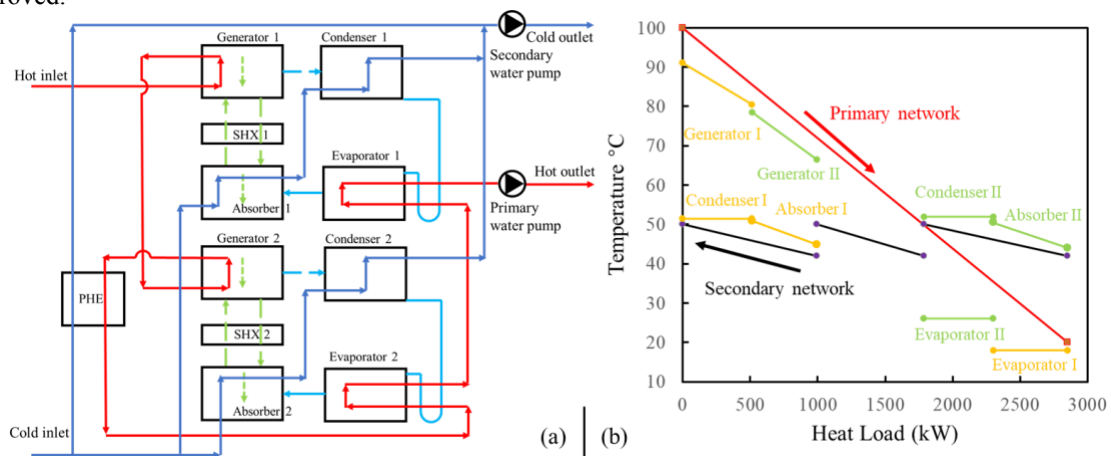 roved.
Generator 1
Condenser 1
Cold outlet
Secondary
water pump
Hot inlet
SHX 1
Evaporator 1
Hot outlet
Absorber 1
Primary
water pump
Generator 2
Condenser 2
PHE
SHX 2
Evaporator 2
Absorber 2
Cold inlet
(a)
(b)
Temperature °C
100
90
80
70
60
50
40
30
20
10
0
500
1000
1500
2000
2500
3000
Heat Load (kW)
Primary network
Generator I
Generator II
Condenser I
Absorber I
Condenser II
Absorber II
Secondary network
Evaporator II
Evaporator I